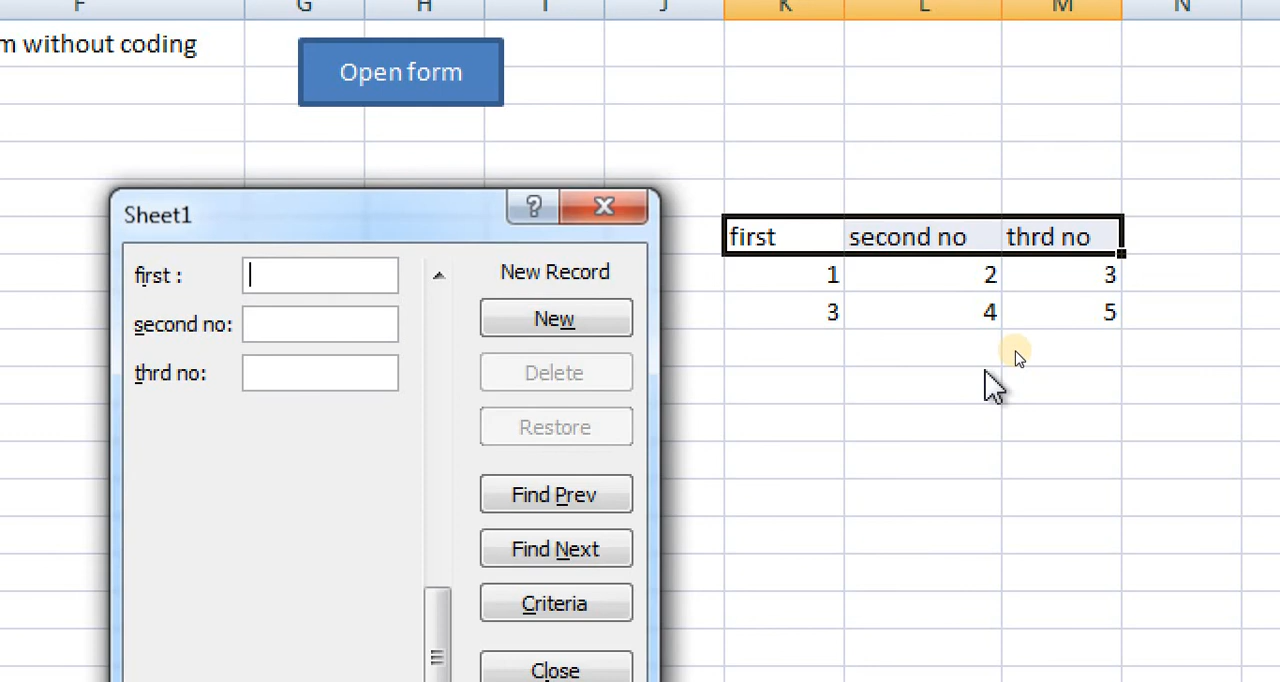 F G H I J K L M N
m without coding
Open form
Sheet1
?
first :
second no:
thrd no:
New Record
New
Delete
Restore
Find Prev
Find Next
Criteria
Close
first second no thrd no
1 2 3
3 4 5